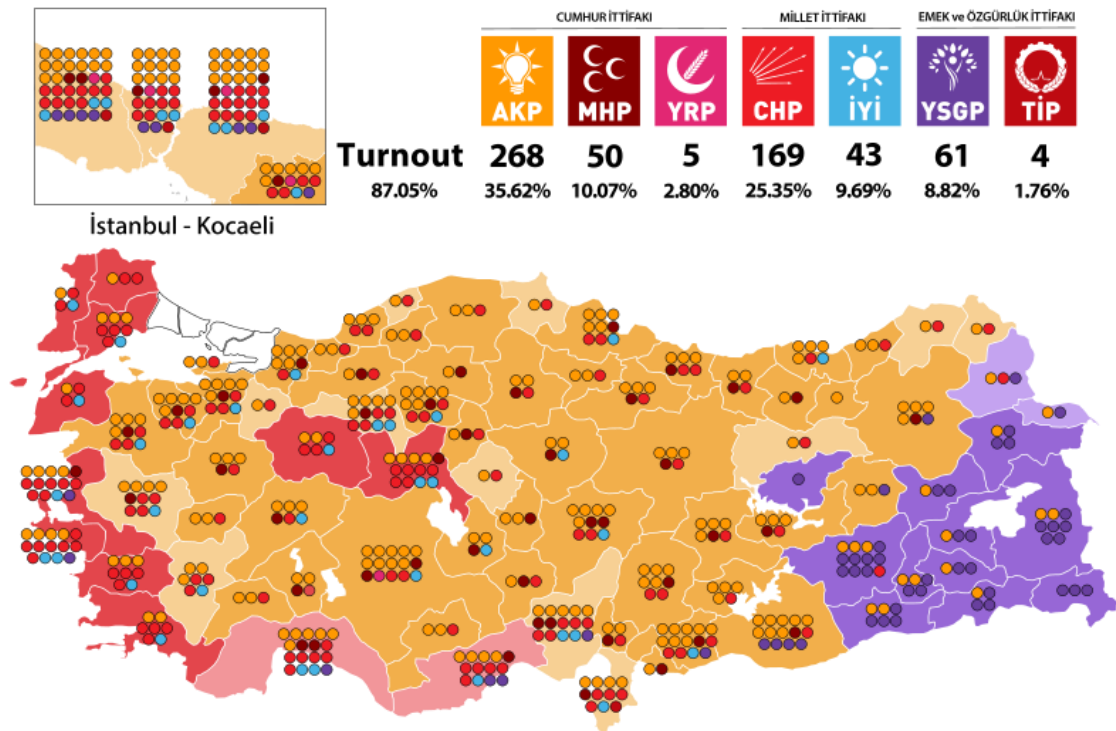 CUMHUR İTTİFAKI
MİLLET İTTİFAKI
EMEK ve ÖZGÜRLÜK İTTİFAKI
AKP
MHP
YRP
CHP
İYİ
YSGP
TİP
Turnout 268 50 5 169 43 61 4
87.05% 35.62% 10.07% 2.80% 25.35% 9.69% 8.82% 1.76%
İstanbul - Kocaeli